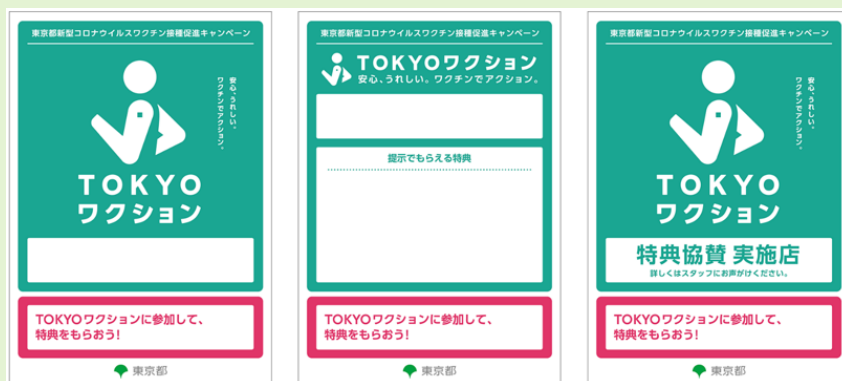 東京都新型コロナウイルスワクチン接種促進キャンペーン
安心、うれしい。
ワクチンでアクション。
TOKYO
ワクション
TOKYOワクションに参加して、
特典をもらおう!
東京都
東京都新型コロナウイルスワクチン接種促進キャンペーン
TOKYOワクション
安心、うれしい。ワクチンでアクション。
提示でもらえる特典
TOKYOワクションに参加して、
特典をもらおう!
東京都
東京都新型コロナウイルスワクチン接種促進キャンペーン
安心、うれしい。
ワクチンでアクション。
TOKYO
ワクション
特典協賛 実施店
詳しくはスタッフにお声がけください。
TOKYOワクションに参加して、
特典をもらおう!
東京都